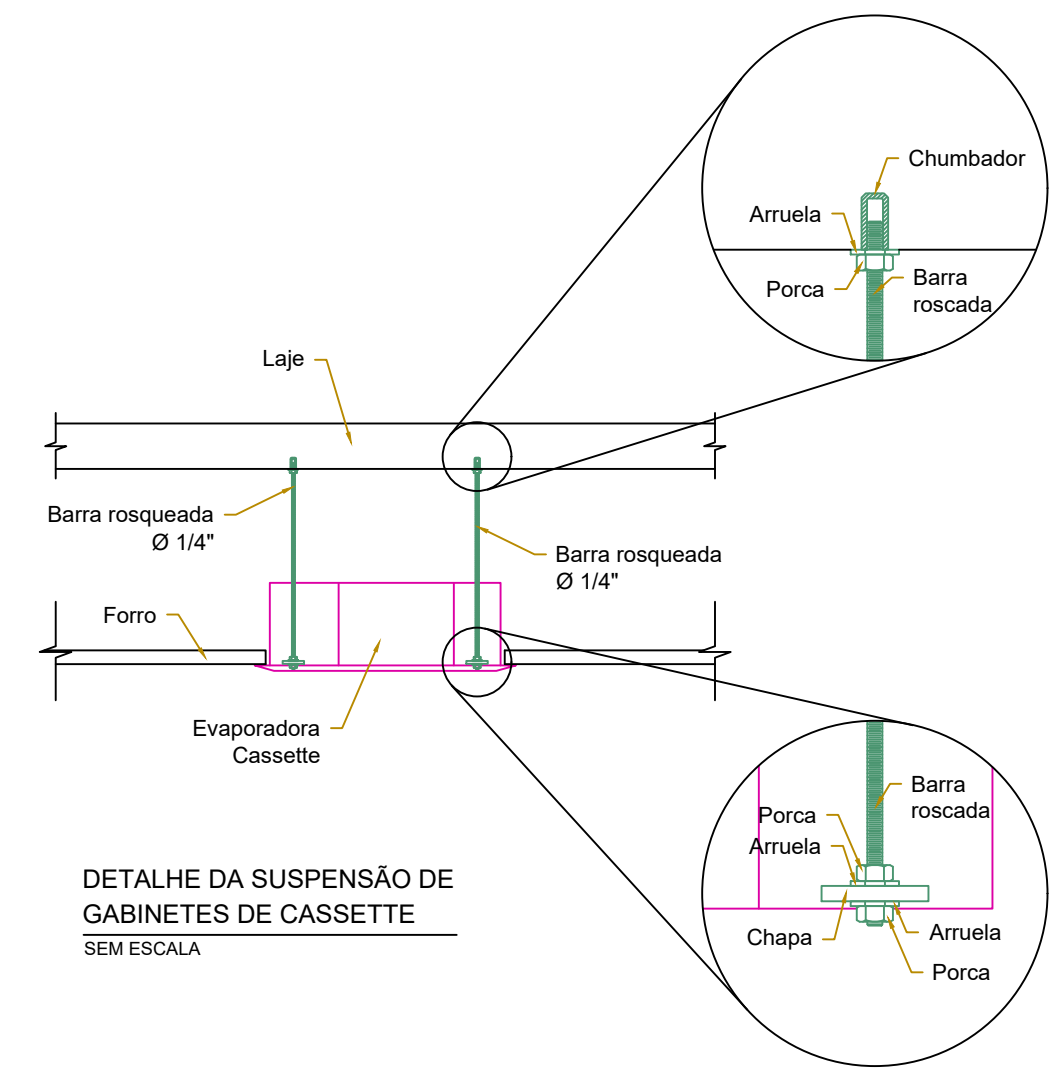 Chumbador
Arruela
Porca
Barra
roscada
Laje
Barra rosqueada
Ø 1/4"
Barra rosqueada
Ø 1/4"
Forro
Evaporadora
Cassette
Barra
roscada
Porca
Arruela
Chapa
Arruela
Porca
DETALHE DA SUSPENSÃO DE
GABINETES DE CASSETTE
SEM ESCALA